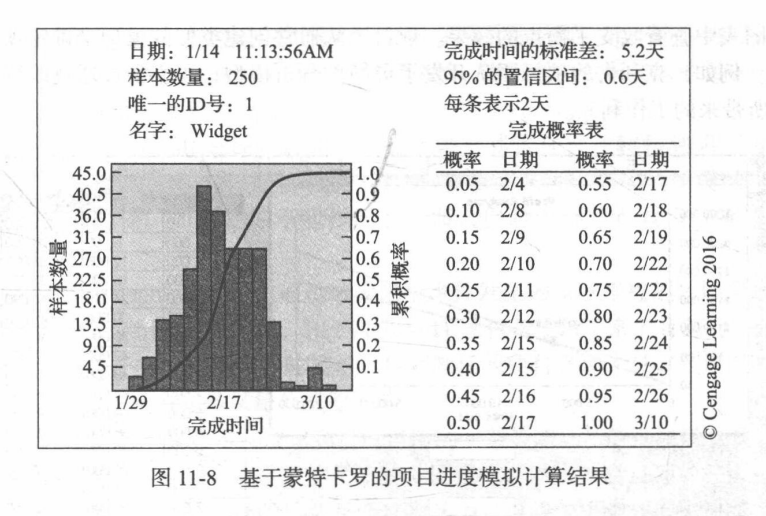 日期：1/14 11:13:56AM
样本数量：250
唯一的ID号：1
名字：Widget
完成时间的标准差：5.2天
95%的置信区间：0.6天
每条表示2天
完成概率表
概率 日期 概率 日期
0.05 2/4 0.55 2/17
0.10 2/8 0.60 2/18
0.15 2/9 0.65 2/19
0.20 2/10 0.70 2/22
0.25 2/11 0.75 2/22
0.30 2/12 0.80 2/23
0.35 2/15 0.85 2/24
0.40 2/15 0.90 2/25
0.45 2/16 0.95 2/26
0.50 2/17 1.00 3/10
样本数量
45.0
40.5
36.0
31.5
27.0
22.5
18.0
13.5
9.0
4.5
1.0
0.9
0.8
0.7
0.6
0.5
0.4
0.3
0.2
0.1
累积概率
1/29 2/17 3/10
完成时间
© Cengage Learning 2016
图 11-8 基于蒙特卡罗的项目进度模拟计算结果